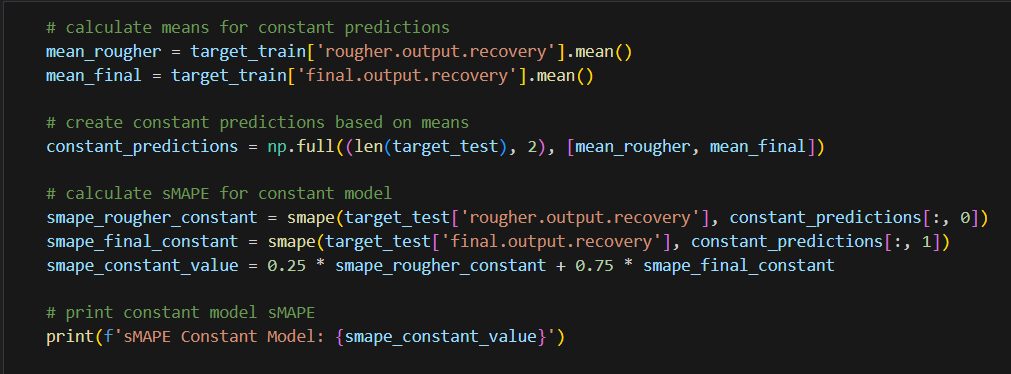 # calculate means for constant predictions
mean_rougher = target_train['rougher.output.recovery'].mean()
mean_final = target_train['final.output.recovery'].mean()
# create constant predictions based on means
constant_predictions = np.full((len(target_test), 2), [mean_rougher, mean_final])
# calculate sMAPE for constant model
smape_rougher_constant = smape(target_test['rougher.output.recovery'], constant_predictions[:, 0])
smape_final_constant = smape(target_test['final.output.recovery'], constant_predictions[:, 1])
smape_constant_value = 0.25 * smape_rougher_constant + 0.75 * smape_final_constant
# print constant model sMAPE
print(f'sMAPE Constant Model: {smape_constant_value}')